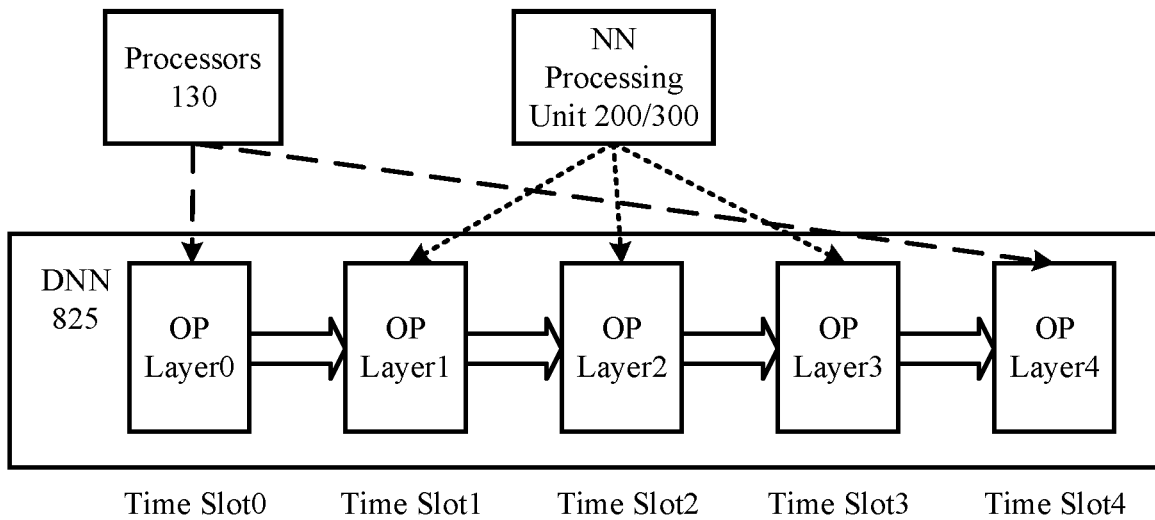 Processors
130
NN
Processing
Unit 200/300
DNN
825
OP
Layer0
OP
Layer1
OP
Layer2
OP
Layer3
OP
Layer4
Time Slot0
Time Slot1
Time Slot2
Time Slot3
Time Slot4